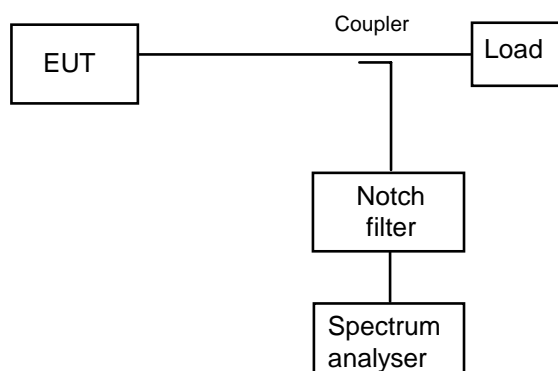 Coupler
EUT
Load
Notch
filter
Spectrum
analyser